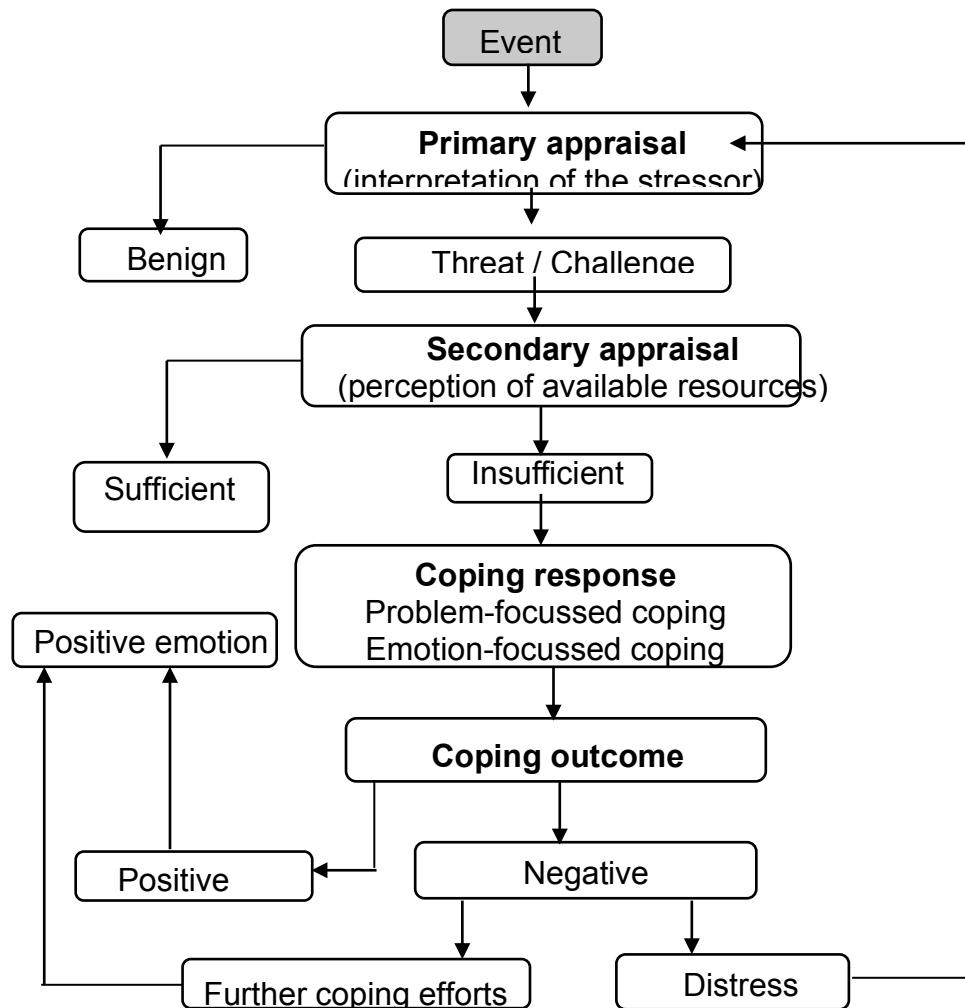 Event
Primary appraisal
(interpretation of the stressor)
Benign
Threat / Challenge
Secondary appraisal
(perception of available resources)
Sufficient
Insufficient
Coping response
Problem-focussed coping
Emotion-focussed coping
Positive emotion
Coping outcome
Positive
Negative
Further coping efforts
Distress